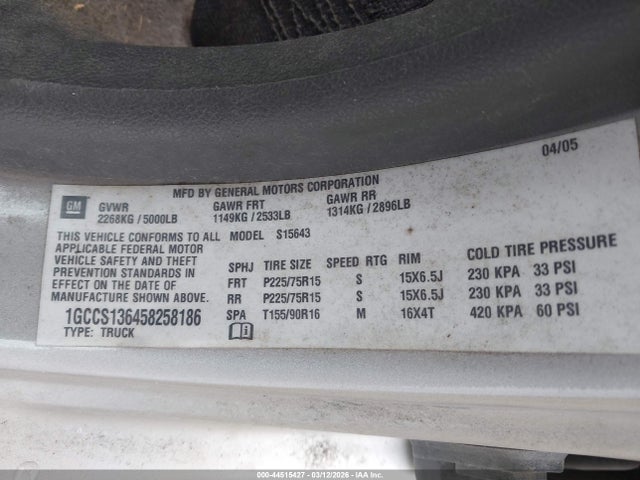 04/05
MFD BY GENERAL MOTORS CORPORATION
GM
GVWR GAWR FRT GAWR RR
2268KG / 5000LB 1149KG / 2533LB 1314KG / 2896LB
THIS VEHICLE CONFORMS TO ALL MODEL S15643
APPLICABLE FEDERAL MOTOR
VEHICLE SAFETY AND THEFT
PREVENTION STANDARDS IN
EFFECT ON THE DATE OF
MANUFACTURE SHOWN ABOVE.
1GCCS136458258186
TYPE: TRUCK
COLD TIRE PRESSURE
SPHJ TIRE SIZE SPEED RTG RIM
FRT P225/75R15 S 15X6.5J 230 KPA 33 PSI
RR P225/75R15 S 15X6.5J 230 KPA 33 PSI
SPA T155/90R16 M 16X4T 420 KPA 60 PSI
000-44515427 - 03/12/2026 - IAA Inc.